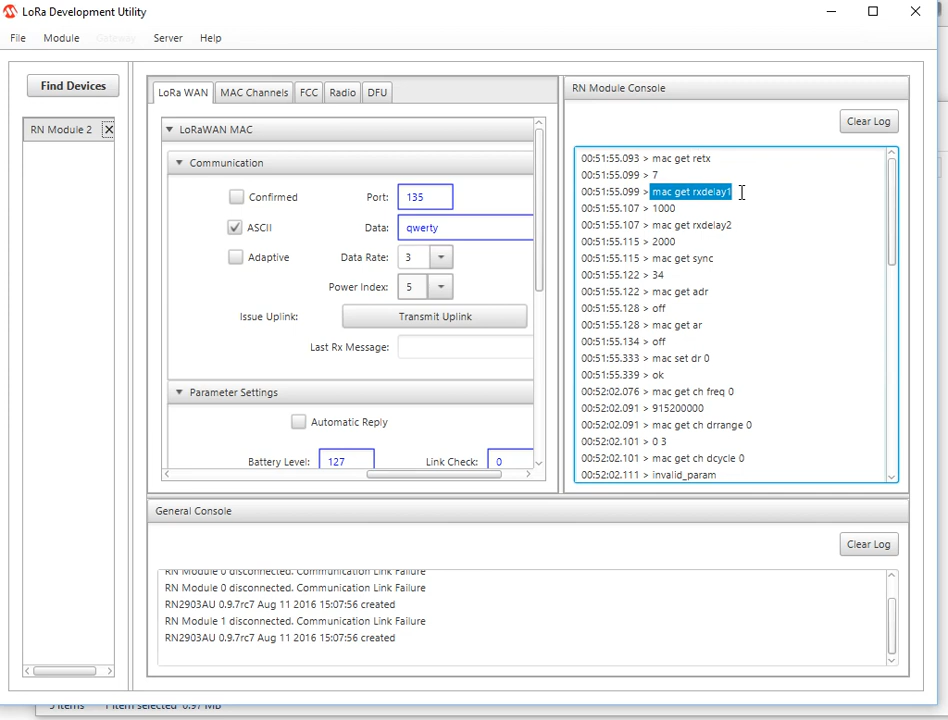 LoRa Development Utility
File Module Gateway Server Help
Find Devices
RN Module 2
LoRa WAN MAC Channels FCC Radio DFU
LoRaWAN MAC
Communication
Confirmed Port: 135
ASCII Data: qwerty
Adaptive Data Rate: 3
Power Index: 5
Issue Uplink: Transmit Uplink
Last Rx Message:
Parameter Settings
Automatic Reply
Battery Level: 127 Link Check: 0
RN Module Console
Clear Log
00:51:55.093 > mac get retx
00:51:55.099 > 7
00:51:55.099 > mac get rxdelay1
00:51:55.107 > 1000
00:51:55.107 > mac get rxdelay2
00:51:55.115 > 2000
00:51:55.115 > mac get sync
00:51:55.122 > 34
00:51:55.122 > mac get adr
00:51:55.128 > off
00:51:55.128 > mac get ar
00:51:55.134 > off
00:51:55.333 > mac set dr 0
00:51:55.339 > ok
00:52:02.076 > mac get ch freq 0
00:52:02.091 > 915200000
00:52:02.091 > mac get ch drrange 0
00:52:02.101 > 0 3
00:52:02.101 > mac get ch dcycle 0
00:52:02.111 > invalid_param
General Console
Clear Log
RN Module 0 disconnected. Communication Link Failure
RN Module 0 disconnected. Communication Link Failure
RN2903AU 0.9.7rc7 Aug 11 2016 15:07:56 created
RN Module 1 disconnected. Communication Link Failure
RN2903AU 0.9.7rc7 Aug 11 2016 15:07:56 created
5 items 1 item selected 0.97 MB